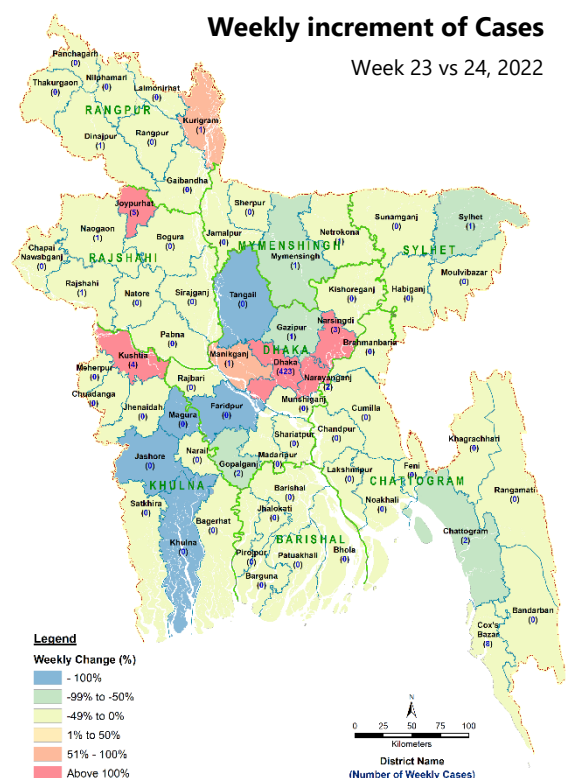 Weekly increment of Cases
Week 23 vs 24, 2022
Panchagarh
(0)
Nilphamari
(0)
Thakurgaon
(0)
Lalmonirhat
(0)
RANGPUR
Kurigram
(1)
Dinajpur
(1)
Rangpur
(0)
Gaibandha
(0)
Joypurhat
(5)
Naogaon
(1)
Bogura
(0)
Sherpur
(0)
Jamalpur
(0)
Netrokona
MYMENSINGH
Mymensingh
(1)
Sunamganj
(0)
Sylhet
(1)
SYLHET
Moulvibazar
(0)
Habiganj
(0)
Chapai
Nawabganj
(0)
RAJSHAHI
Rajshahi
(1)
Natore
(0)
Sirajganj
(0)
Tangail
(0)
Kishoreganj
(0)
Pabna
(0)
Gazipur
(1)
Narsingdi
(3)
Brahmanbaria
(0)
DHAKA
Kushtia
(4)
Manikganj
(1)
Dhaka
(423)
Narayanganj
(2)
Meherpur
(0)
Chuadanga
(0)
Rajbari
(0)
Munshiganj
(0)
Jhenaidah
(0)
Magura
(0)
Faridpur
(0)
Shariatpur
(0)
Chandpur
(0)
Cumilla
(0)
Khagrachhari
(0)
Jashore
(0)
Narail
(0)
Gopalganj
(2)
Madaripur
(0)
Lakshmipur
(0)
Feni
(0)
CHATTOGRAM
Rangamati
(0)
KHULNA
Noakhali
(0)
Satkhira
(0)
Barishal
(0)
Jhalokati
(0)
Bagerhat
(0)
Khulna
(0)
BARISHAL
Pirojpur
(0)
Patuakhali
(0)
Bhola
(0)
Barguna
(0)
Chattogram
(2)
Bandarban
(0)
Cox's
Bazar
(8)
Legend
Weekly Change (%)
- 100%
-99% to -50%
-49% to 0%
1% to 50%
51% - 100%
Above 100%
N
0 25 50 75 100
Kilometers
District Name
(Number of Weekly Cases)